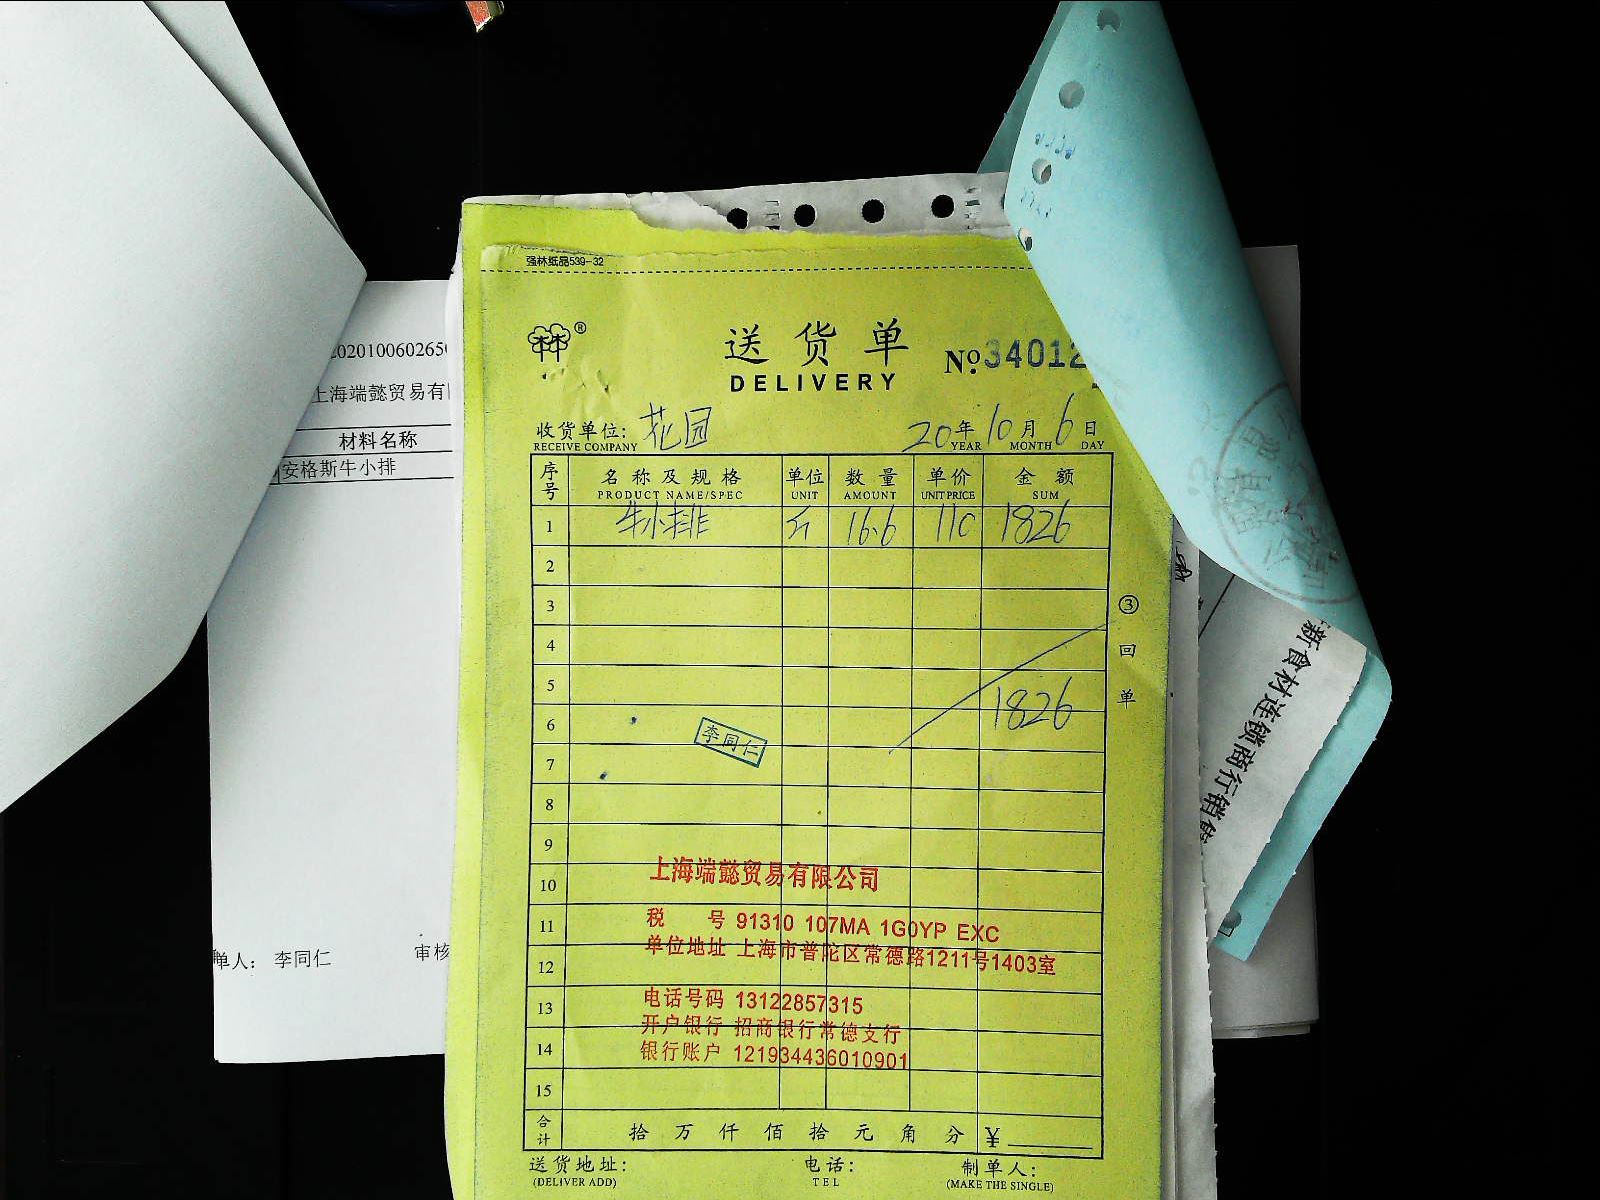 强林纸品539-32
林®
送货单
DELIVERY
№34012
收货单位: 花园 20年10月6日
RECEIVE COMPANY YEAR MONTH DAY
序号 名称及规格 单位 数量 单价 金额
PRODUCT NAME/SPEC UNIT AMOUNT UNIT PRICE SUM
1 牛小排 斤 16.6 110 1826
2
3
4
5 1826
6
李同仁
7
8
9
10
上海端懿贸易有限公司
11 税号 91310 107MA 1G0YP EXC
12 单位地址 上海市普陀区常德路1211号1403室
13 电话号码 13122857315
开户银行 招商银行常德支行
14 银行账户 121934436010901
15
合计 拾万仟佰拾元角分 ¥
送货地址: 电话: 制单人:
(DELIVER ADD) TEL (MAKE THE SINGLE)
③回单
2020100602650
上海端懿贸易有
材料名称
安格斯牛小排
单人: 李同仁 审核
新食材连锁商行销售